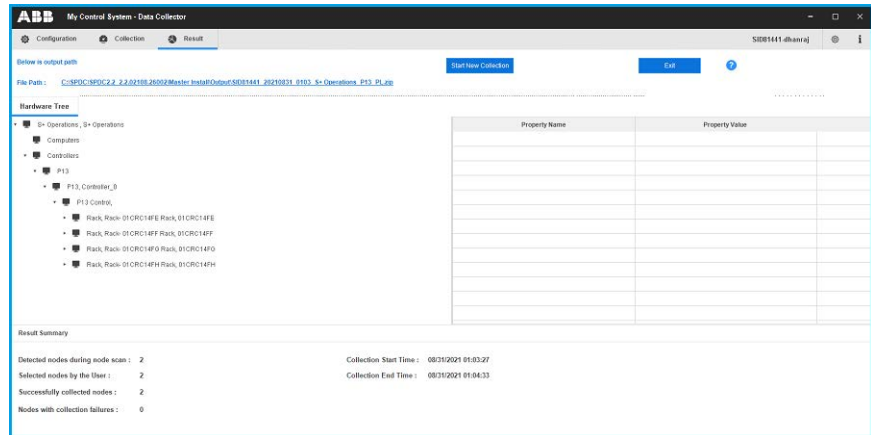 ABB My Control System - Data Collector
Configuration Collection Result SID81441.dhanraj
Below is output path Start New Collection Exit ?
File Path : C:\SPDC\SPDC2.2_2.2.02108.26002\Master Install\Output\SID81441_20210831_0103_S+ Operations_P13_PL.zip
Hardware Tree
S+ Operations , S+ Operations Property Name Property Value
Computers
Controllers
P13
P13, Controller_0
P13 Control,
Rack, Rack- 01CRC14FE Rack, 01CRC14FE
Rack, Rack- 01CRC14FF Rack, 01CRC14FF
Rack, Rack- 01CRC14FG Rack, 01CRC14FG
Rack, Rack- 01CRC14FH Rack, 01CRC14FH
Result Summary
Detected nodes during node scan : 2 Collection Start Time : 08/31/2021 01:03:27
Selected nodes by the User : 2 Collection End Time : 08/31/2021 01:04:33
Successfully collected nodes : 2
Nodes with collection failures : 0